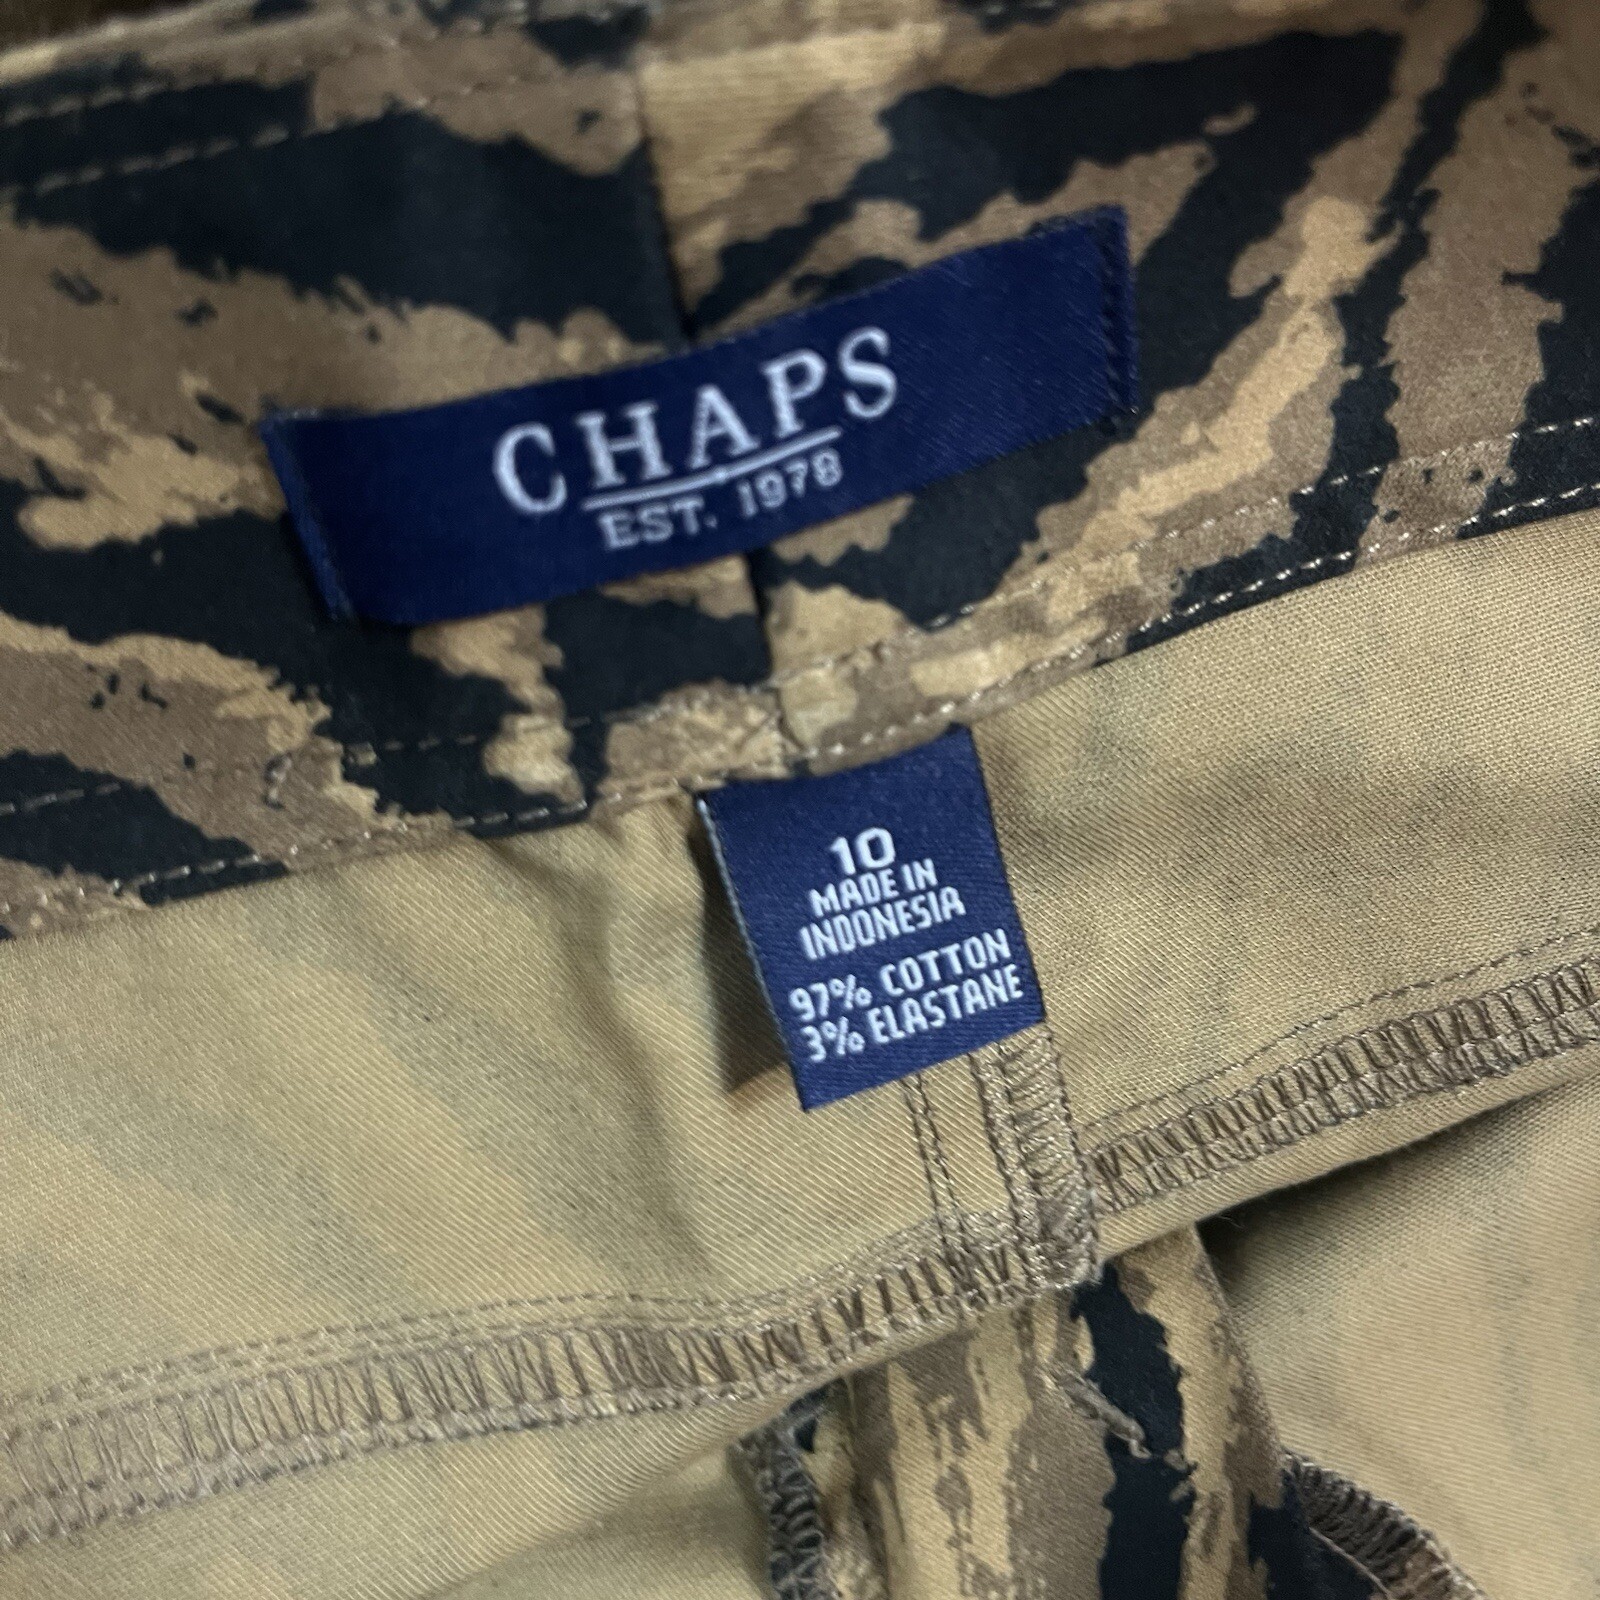 CHAPS
EST. 1978
10
MADE IN
INDONESIA
97% COTTON
3% ELASTANE